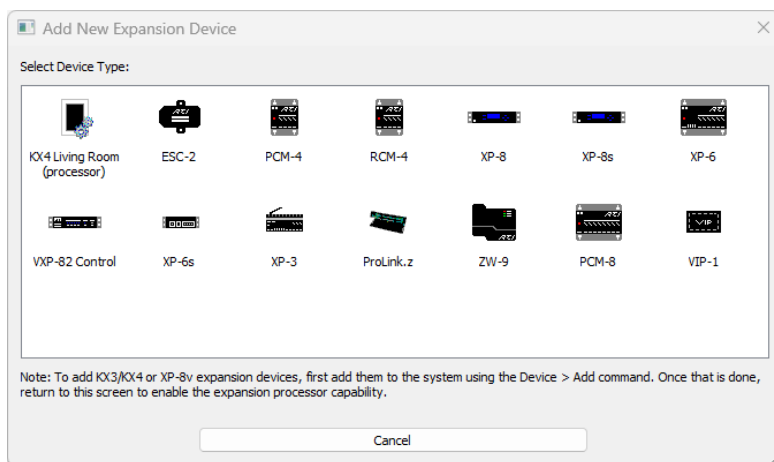 Add New Expansion Device
Select Device Type:
KX4 Living Room
(processor)
ESC-2
PCM-4
RCM-4
XP-8
XP-8s
XP-6
VXP-82 Control
XP-6s
XP-3
ProLink.z
ZW-9
PCM-8
VIP-1
Note: To add KX3/KX4 or XP-8v expansion devices, first add them to the system using the Device > Add command. Once that is done,
return to this screen to enable the expansion processor capability.
Cancel